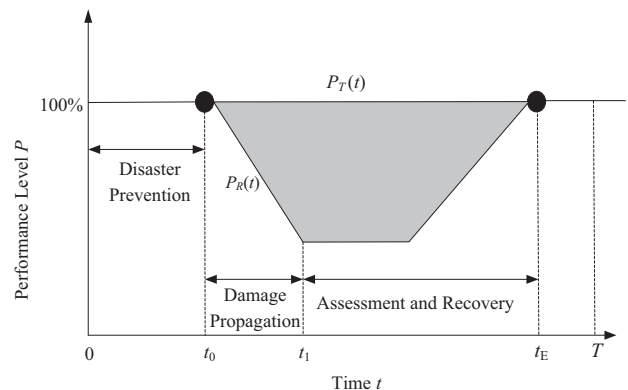 P_T(t)
100%
Performance Level P
Disaster
Prevention
P_R(t)
Damage
Propagation
Assessment and Recovery
0
t_0
t_1
t_E
T
Time t